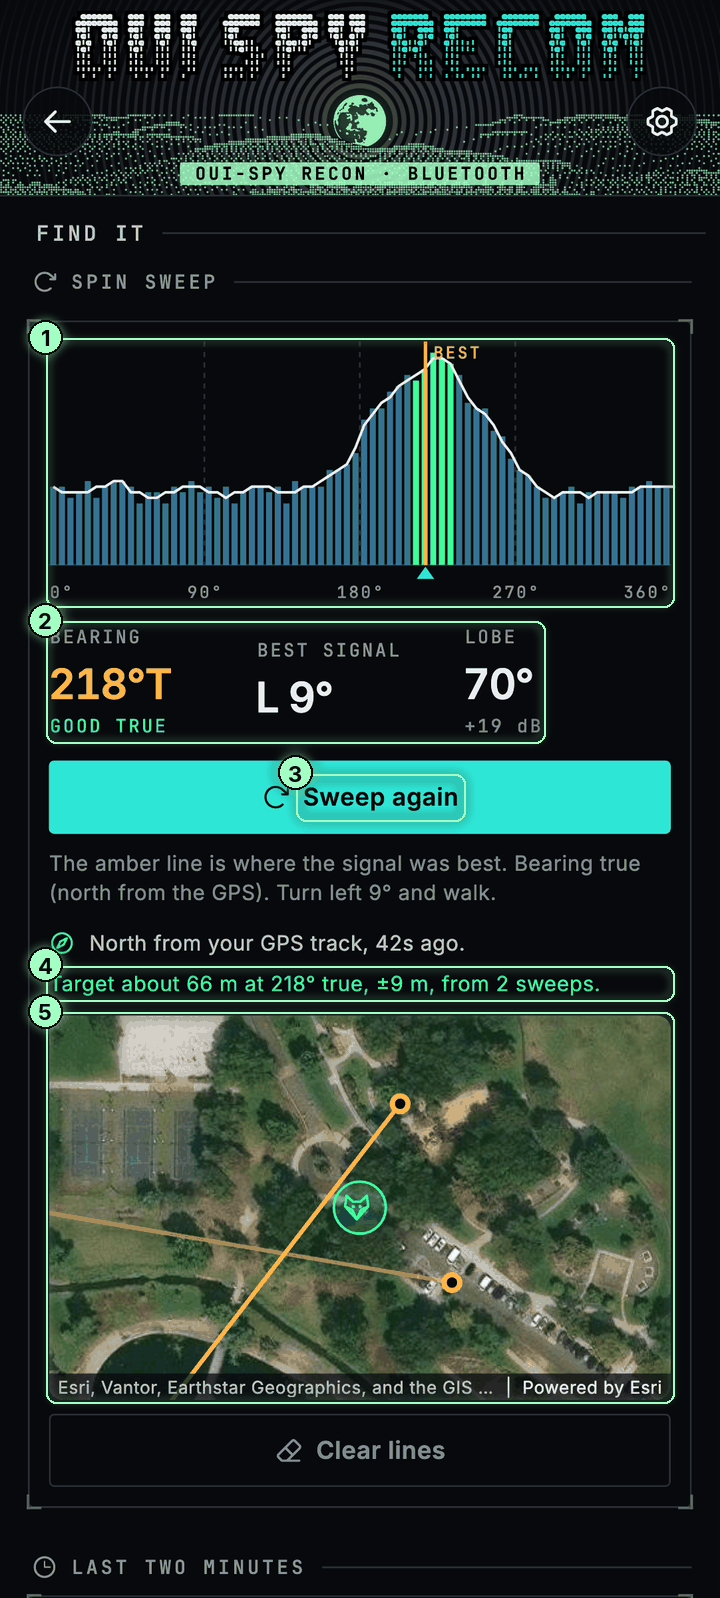 OUI SPY RECON
OUI-SPY RECON · BLUETOOTH
FIND IT
SPIN SWEEP
1
BEST
0° 90° 180° 270° 360°
2
BEARING BEST SIGNAL LOBE
218°T L 9° 70°
GOOD TRUE +19 dB
3
Sweep again
The amber line is where the signal was best. Bearing true
(north from the GPS). Turn left 9° and walk.
North from your GPS track, 42s ago.
4
Target about 66 m at 218° true, ±9 m, from 2 sweeps.
5
Esri, Vantor, Earthstar Geographics, and the GIS ... | Powered by Esri
Clear lines
LAST TWO MINUTES